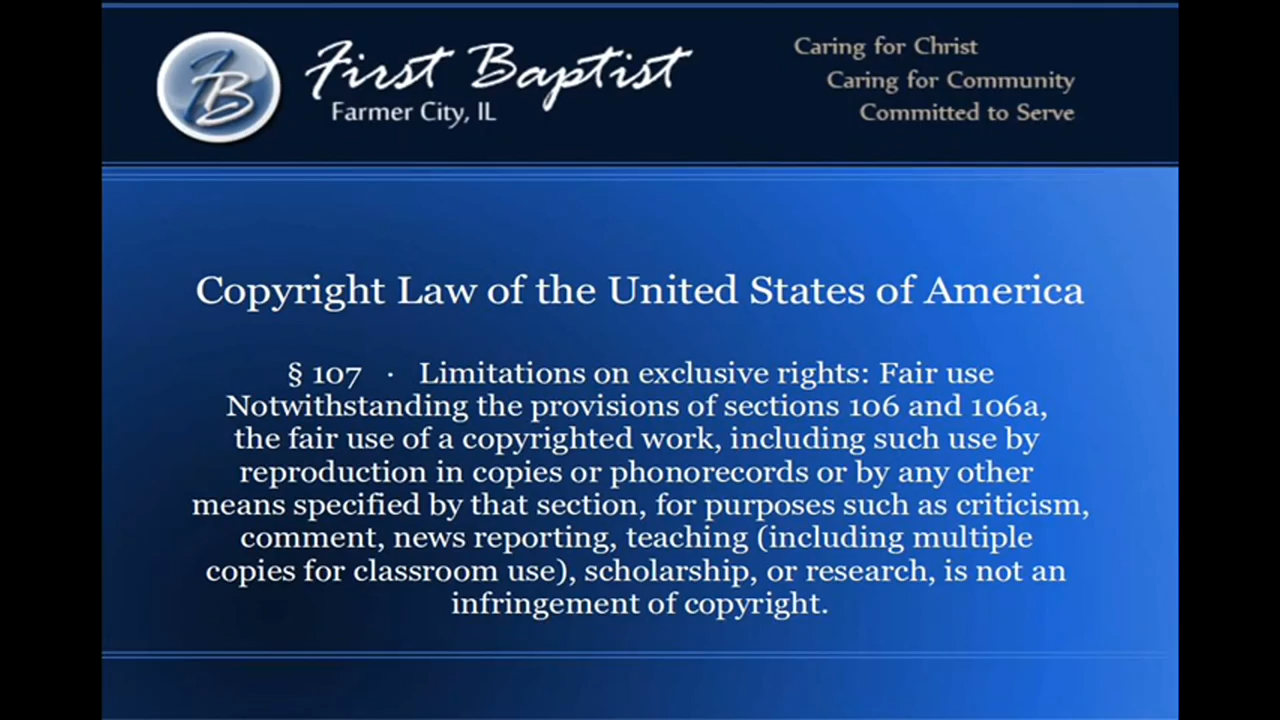 FB
First Baptist
Farmer City, IL
Caring for Christ
Caring for Community
Committed to Serve
Copyright Law of the United States of America
§ 107 · Limitations on exclusive rights: Fair use
Notwithstanding the provisions of sections 106 and 106a,
the fair use of a copyrighted work, including such use by
reproduction in copies or phonorecords or by any other
means specified by that section, for purposes such as criticism,
comment, news reporting, teaching (including multiple
copies for classroom use), scholarship, or research, is not an
infringement of copyright.